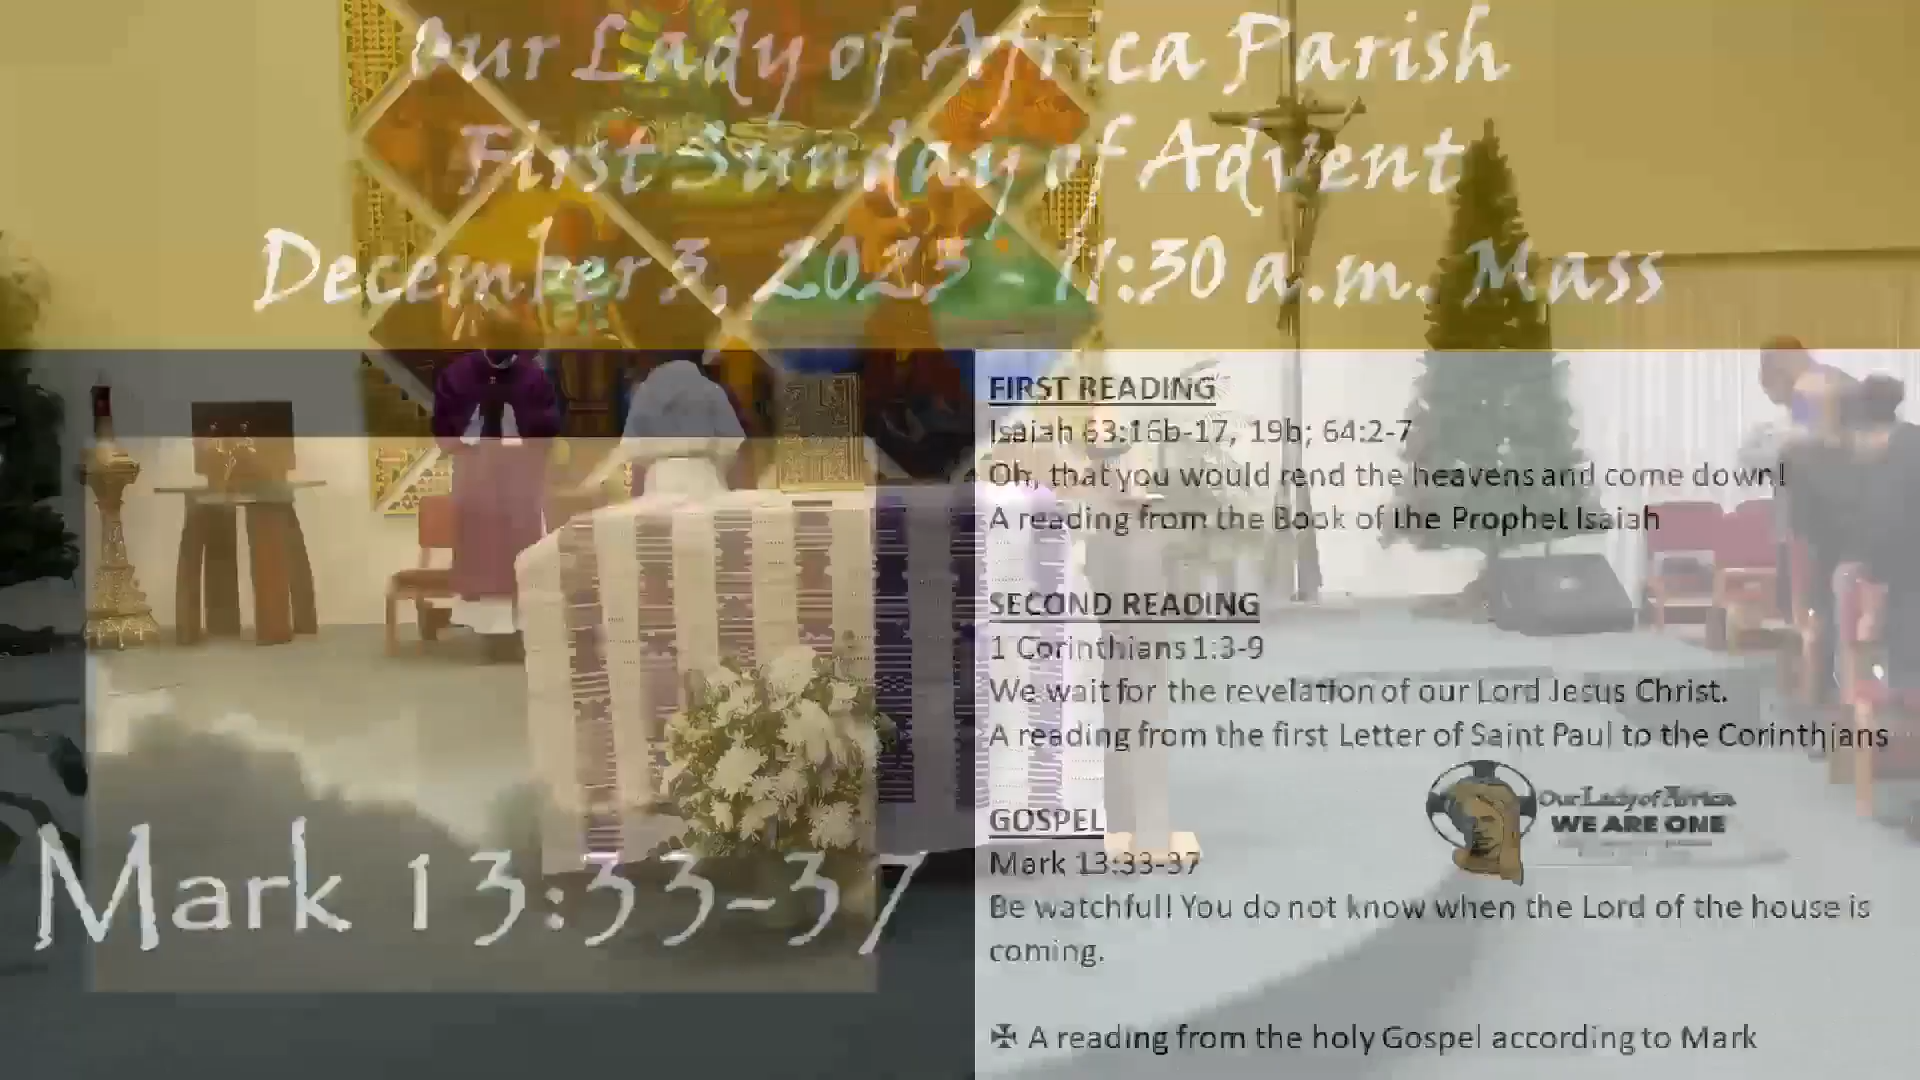 Our Lady of Africa Parish
First Sunday of Advent
December 3, 2023 11:30 a.m. Mass
FIRST READING
Isaiah 63:16b-17, 19b; 64:2-7
Oh, that you would rend the heavens and come down!
A reading from the Book of the Prophet Isaiah
SECOND READING
1 Corinthians 1:3-9
We wait for the revelation of our Lord Jesus Christ.
A reading from the first Letter of Saint Paul to the Corinthians
GOSPEL
Mark 13:33-37
Be watchful! You do not know when the Lord of the house is
coming.
✠ A reading from the holy Gospel according to Mark
Mark 13:33-37
Our Lady of Africa
WE ARE ONE